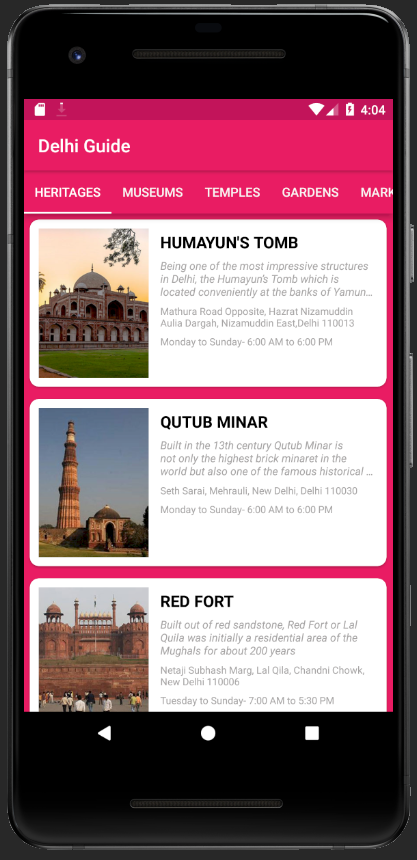 4:04
Delhi Guide
HERITAGES MUSEUMS TEMPLES GARDENS MARK
HUMAYUN'S TOMB
Being one of the most impressive structures
in Delhi, the Humayun's Tomb which is
located conveniently at the banks of Yamun...
Mathura Road Opposite, Hazrat Nizamuddin
Aulia Dargah, Nizamuddin East,Delhi 110013
Monday to Sunday- 6:00 AM to 6:00 PM
QUTUB MINAR
Built in the 13th century Qutub Minar is
not only the highest brick minaret in the
world but also one of the famous historical ...
Seth Sarai, Mehrauli, New Delhi, Delhi 110030
Monday to Sunday- 6:00 AM to 6:00 PM
RED FORT
Built out of red sandstone, Red Fort or Lal
Quila was initially a residential area of the
Mughals for about 200 years
Netaji Subhash Marg, Lal Qila, Chandni Chowk,
New Delhi 110006
Tuesday to Sunday- 7:00 AM to 5:30 PM